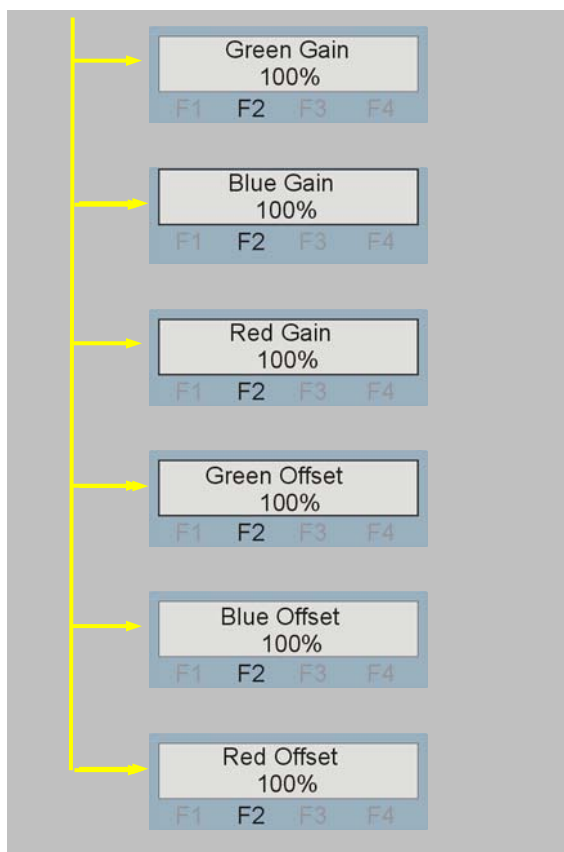 Green Gain
100%
F1 F2 F3 F4
Blue Gain
100%
F1 F2 F3 F4
Red Gain
100%
F1 F2 F3 F4
Green Offset
100%
F1 F2 F3 F4
Blue Offset
100%
F1 F2 F3 F4
Red Offset
100%
F1 F2 F3 F4